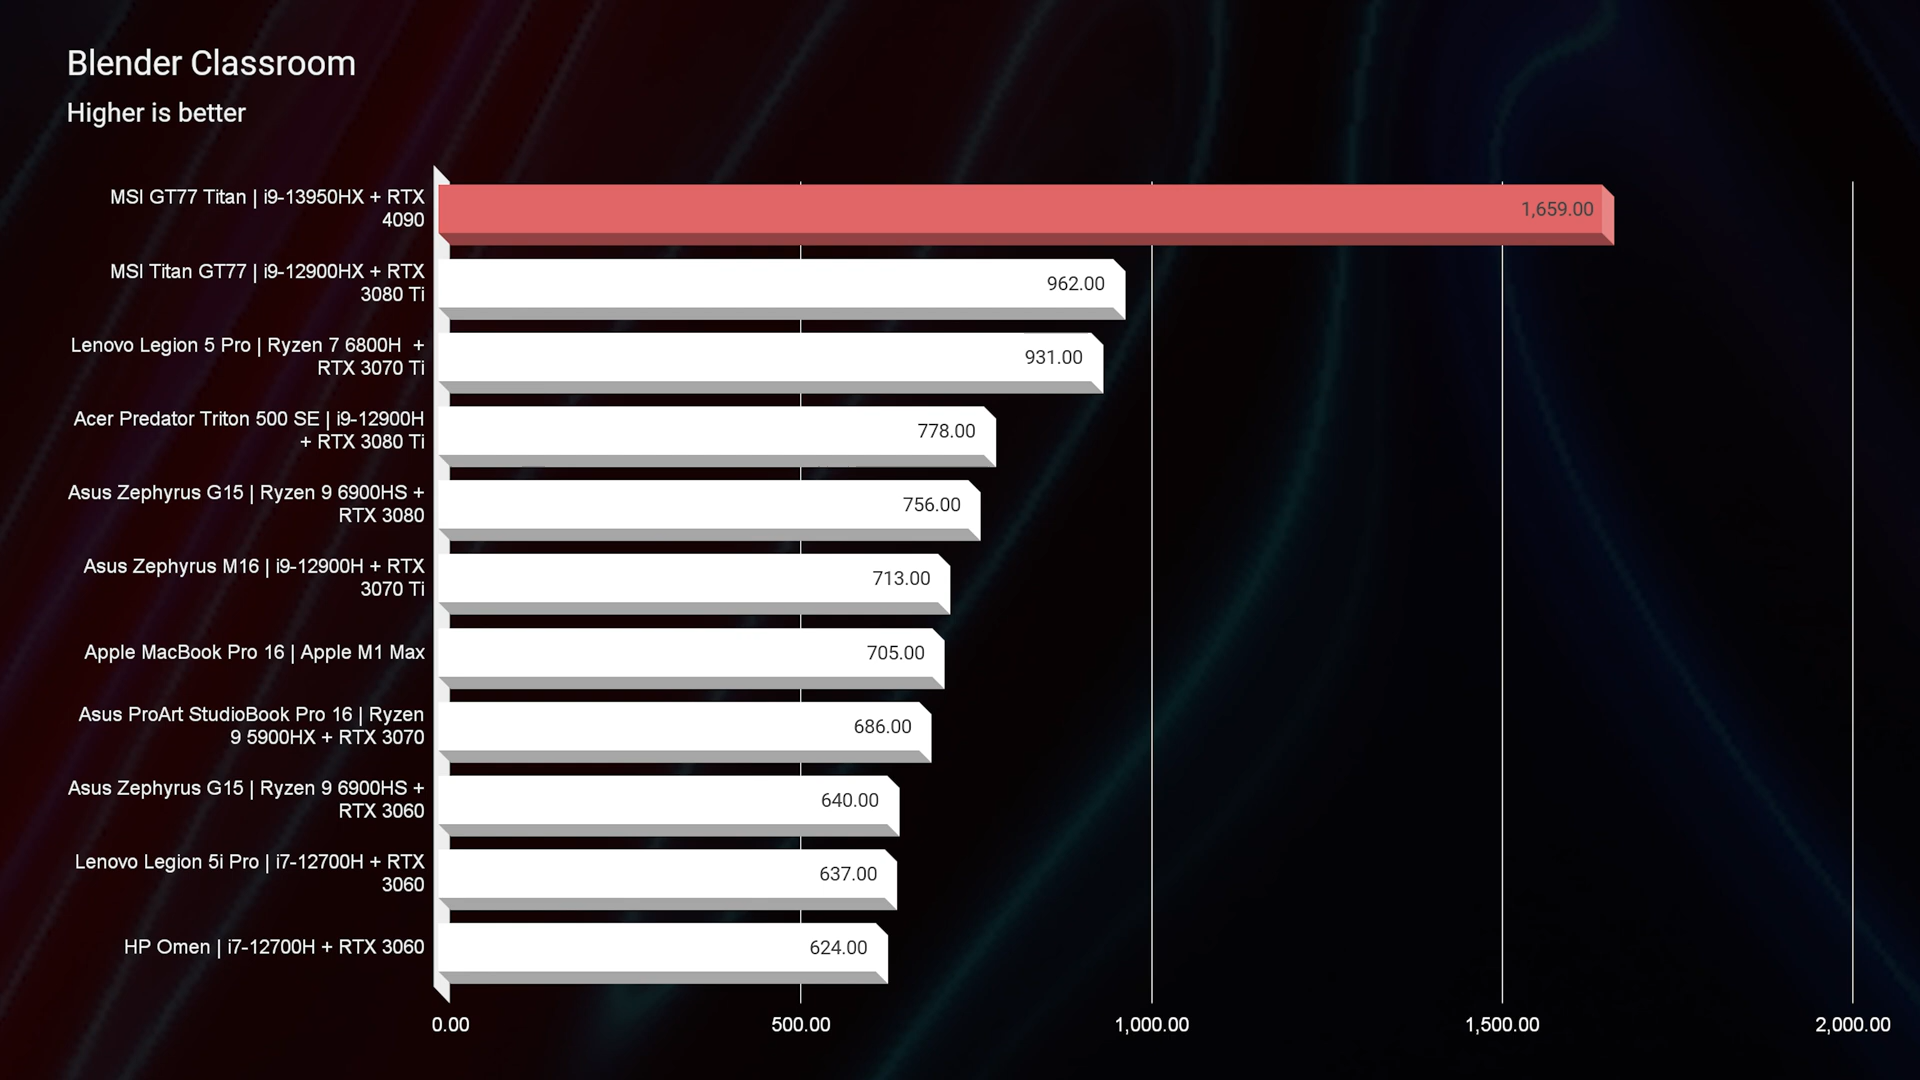 Blender Classroom
Higher is better
MSI GT77 Titan | i9-13950HX + RTX
4090
1,659.00
MSI Titan GT77 | i9-12900HX + RTX
3080 Ti
962.00
Lenovo Legion 5 Pro | Ryzen 7 6800H  +
RTX 3070 Ti
931.00
Acer Predator Triton 500 SE | i9-12900H
+ RTX 3080 Ti
778.00
Asus Zephyrus G15 | Ryzen 9 6900HS +
RTX 3080
756.00
Asus Zephyrus M16 | i9-12900H + RTX
3070 Ti
713.00
Apple MacBook Pro 16 | Apple M1 Max
705.00
Asus ProArt StudioBook Pro 16 | Ryzen
9 5900HX + RTX 3070
686.00
Asus Zephyrus G15 | Ryzen 9 6900HS +
RTX 3060
640.00
Lenovo Legion 5i Pro | i7-12700H + RTX
3060
637.00
HP Omen | i7-12700H + RTX 3060
624.00
0.00 500.00 1,000.00 1,500.00 2,000.00